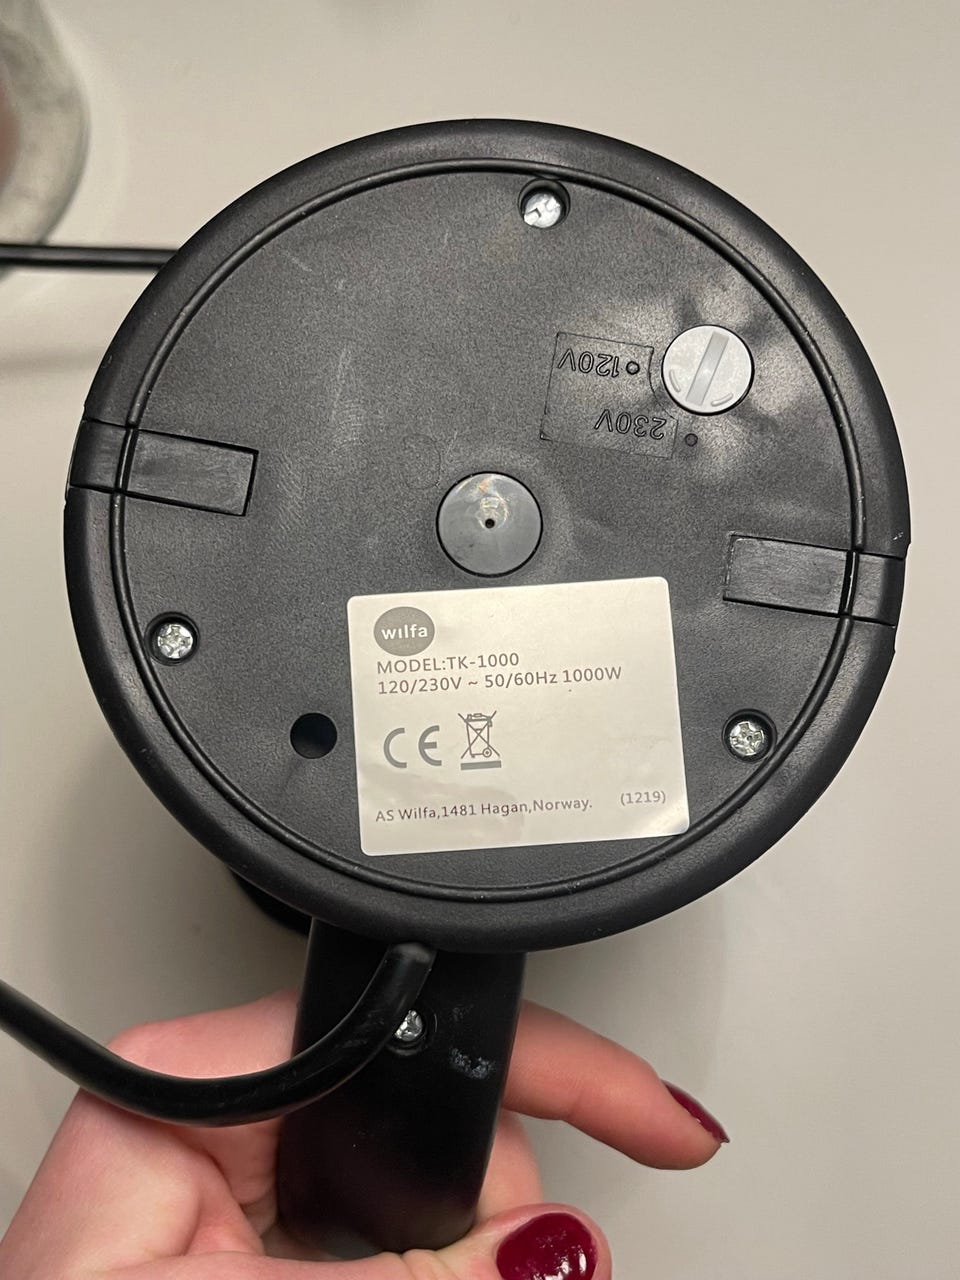 120V
230V
wilfa
MODEL:TK-1000
120/230V ~ 50/60Hz 1000W
CE
AS Wilfa,1481 Hagan,Norway. (1219)